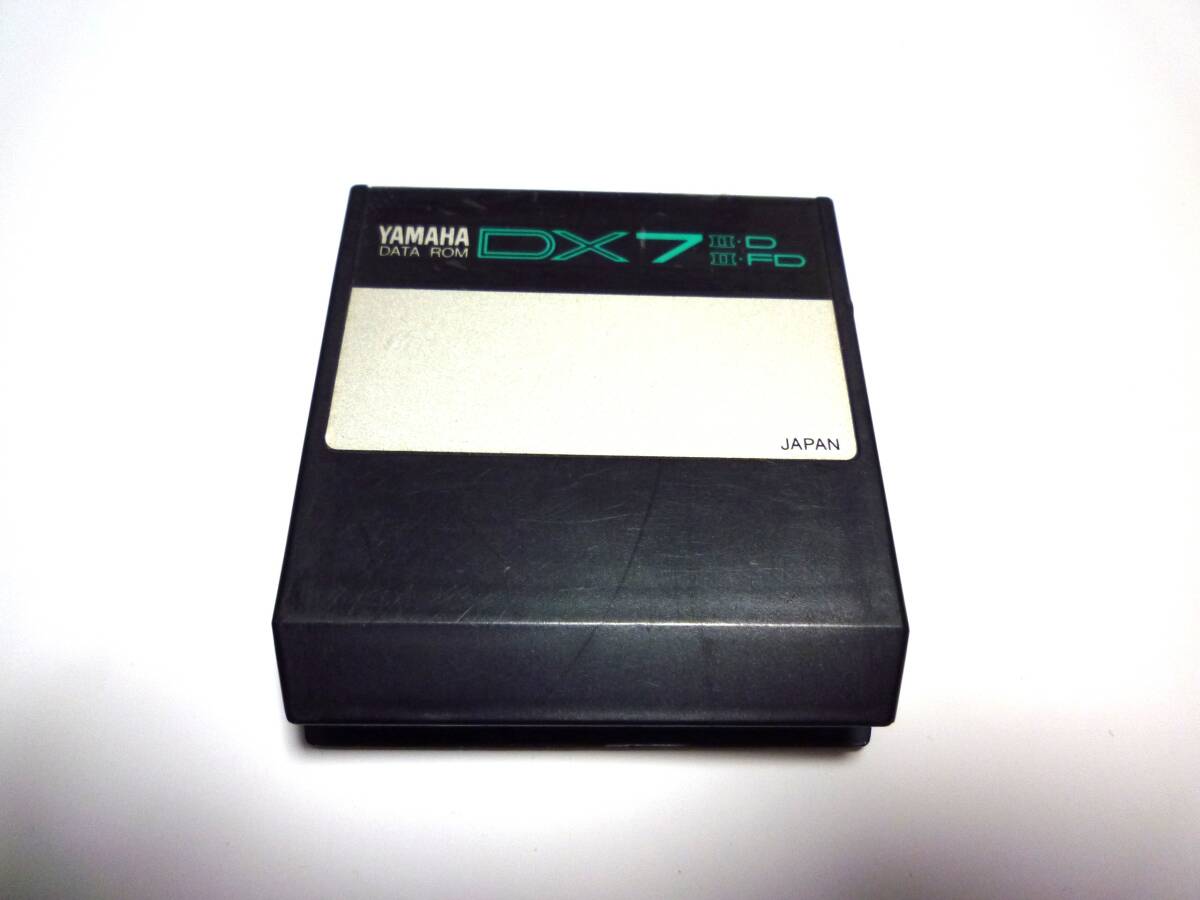 YAMAHA
DATA ROM
DX7
II·D
II·FD
JAPAN